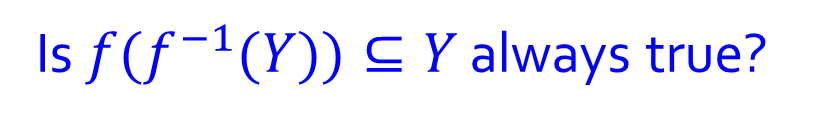 Is f(f⁻¹(Y)) ⊆ Y always true?